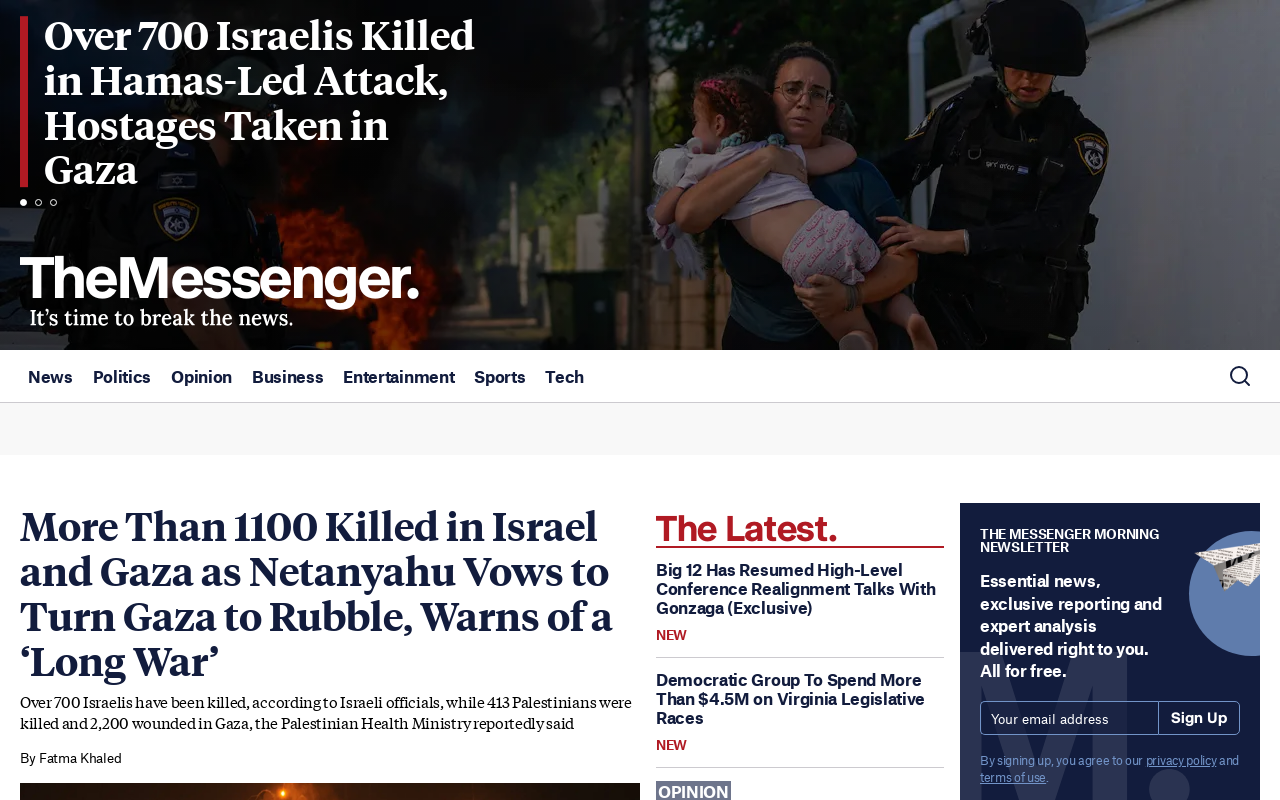 Over 700 Israelis Killed
in Hamas-Led Attack,
Hostages Taken in
Gaza
TheMessenger.
It's time to break the news.
News Politics Opinion Business Entertainment Sports Tech
More Than 1100 Killed in Israel
and Gaza as Netanyahu Vows to
Turn Gaza to Rubble, Warns of a
‘Long War’
Over 700 Israelis have been killed, according to Israeli officials, while 413 Palestinians were
killed and 2,200 wounded in Gaza, the Palestinian Health Ministry reportedly said
By Fatma Khaled
The Latest.
Big 12 Has Resumed High-Level
Conference Realignment Talks With
Gonzaga (Exclusive)
NEW
Democratic Group To Spend More
Than $4.5M on Virginia Legislative
Races
NEW
OPINION
THE MESSENGER MORNING
NEWSLETTER
Essential news,
exclusive reporting and
expert analysis
delivered right to you.
All for free.
Your email address Sign Up
By signing up, you agree to our privacy policy and
terms of use.
M.